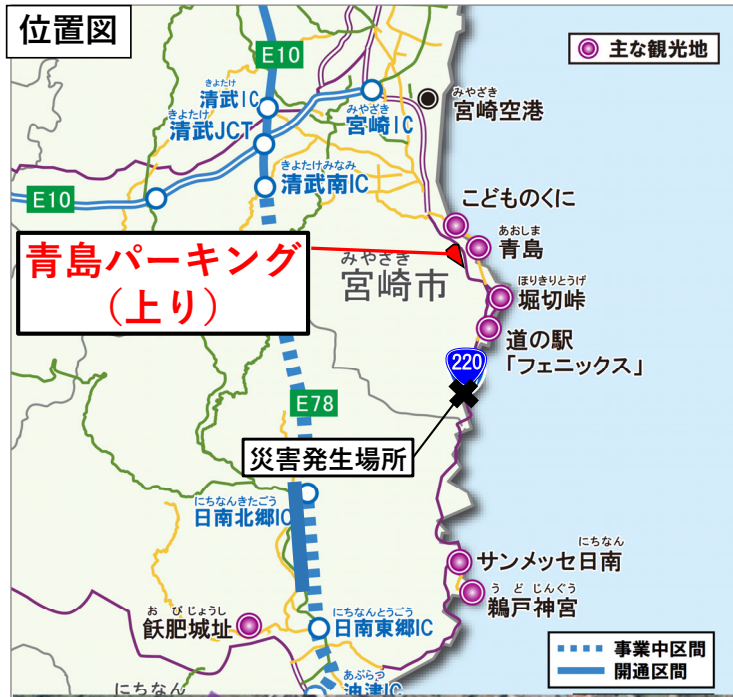 位置図
E10
主な観光地
きよたけ
清武IC
きよたけ
清武JCT
みやざき
宮崎IC
みやざき
宮崎空港
きよたけみなみ
清武南IC
E10
こどものくに
あおしま
青島
青島パーキング
(上り)
みやざき
宮崎市
ほりきりとうげ
堀切峠
道の駅
「フェニックス」
220
E78
災害発生場所
にちなんきたごう
日南北郷IC
にちなん
サンメッセ日南
うどじんぐう
鵜戸神宮
おびじょうし
飫肥城址
にちなんとうごう
日南東郷IC
事業中区間
開通区間
あぶらつ
油津IC
にちなん